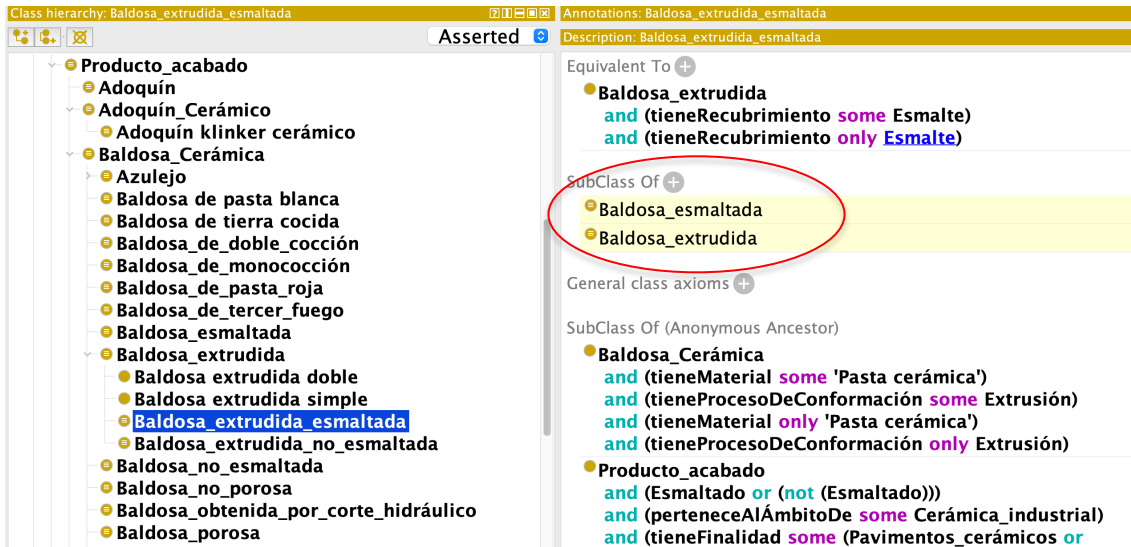 Class hierarchy: Baldosa_extrudida_esmaltada
Asserted
Producto_acabado
Adoquín
Adoquín_Cerámico
Adoquín klinker cerámico
Baldosa_Cerámica
Azulejo
Baldosa de pasta blanca
Baldosa de tierra cocida
Baldosa_de_doble_cocción
Baldosa_de_monococción
Baldosa_de_pasta_roja
Baldosa_de_tercer_fuego
Baldosa_esmaltada
Baldosa_extrudida
Baldosa extrudida doble
Baldosa extrudida simple
Baldosa_extrudida_esmaltada
Baldosa_extrudida_no_esmaltada
Baldosa_no_esmaltada
Baldosa_no_porosa
Baldosa_obtenida_por_corte_hidráulico
Baldosa_porosa
Annotations: Baldosa_extrudida_esmaltada
Description: Baldosa_extrudida_esmaltada
Equivalent To
Baldosa_extrudida
and (tieneRecubrimiento some Esmalte)
and (tieneRecubrimiento only Esmalte)
SubClass Of
Baldosa_esmaltada
Baldosa_extrudida
General class axioms
SubClass Of (Anonymous Ancestor)
Baldosa_Cerámica
and (tieneMaterial some 'Pasta cerámica')
and (tieneProcesoDeConformación some Extrusión)
and (tieneMaterial only 'Pasta cerámica')
and (tieneProcesoDeConformación only Extrusión)
Producto_acabado
and (Esmaltado or (not (Esmaltado)))
and (perteneceAlÁmbitoDe some Cerámica_industrial)
and (tieneFinalidad some (Pavimentos_cerámicos or